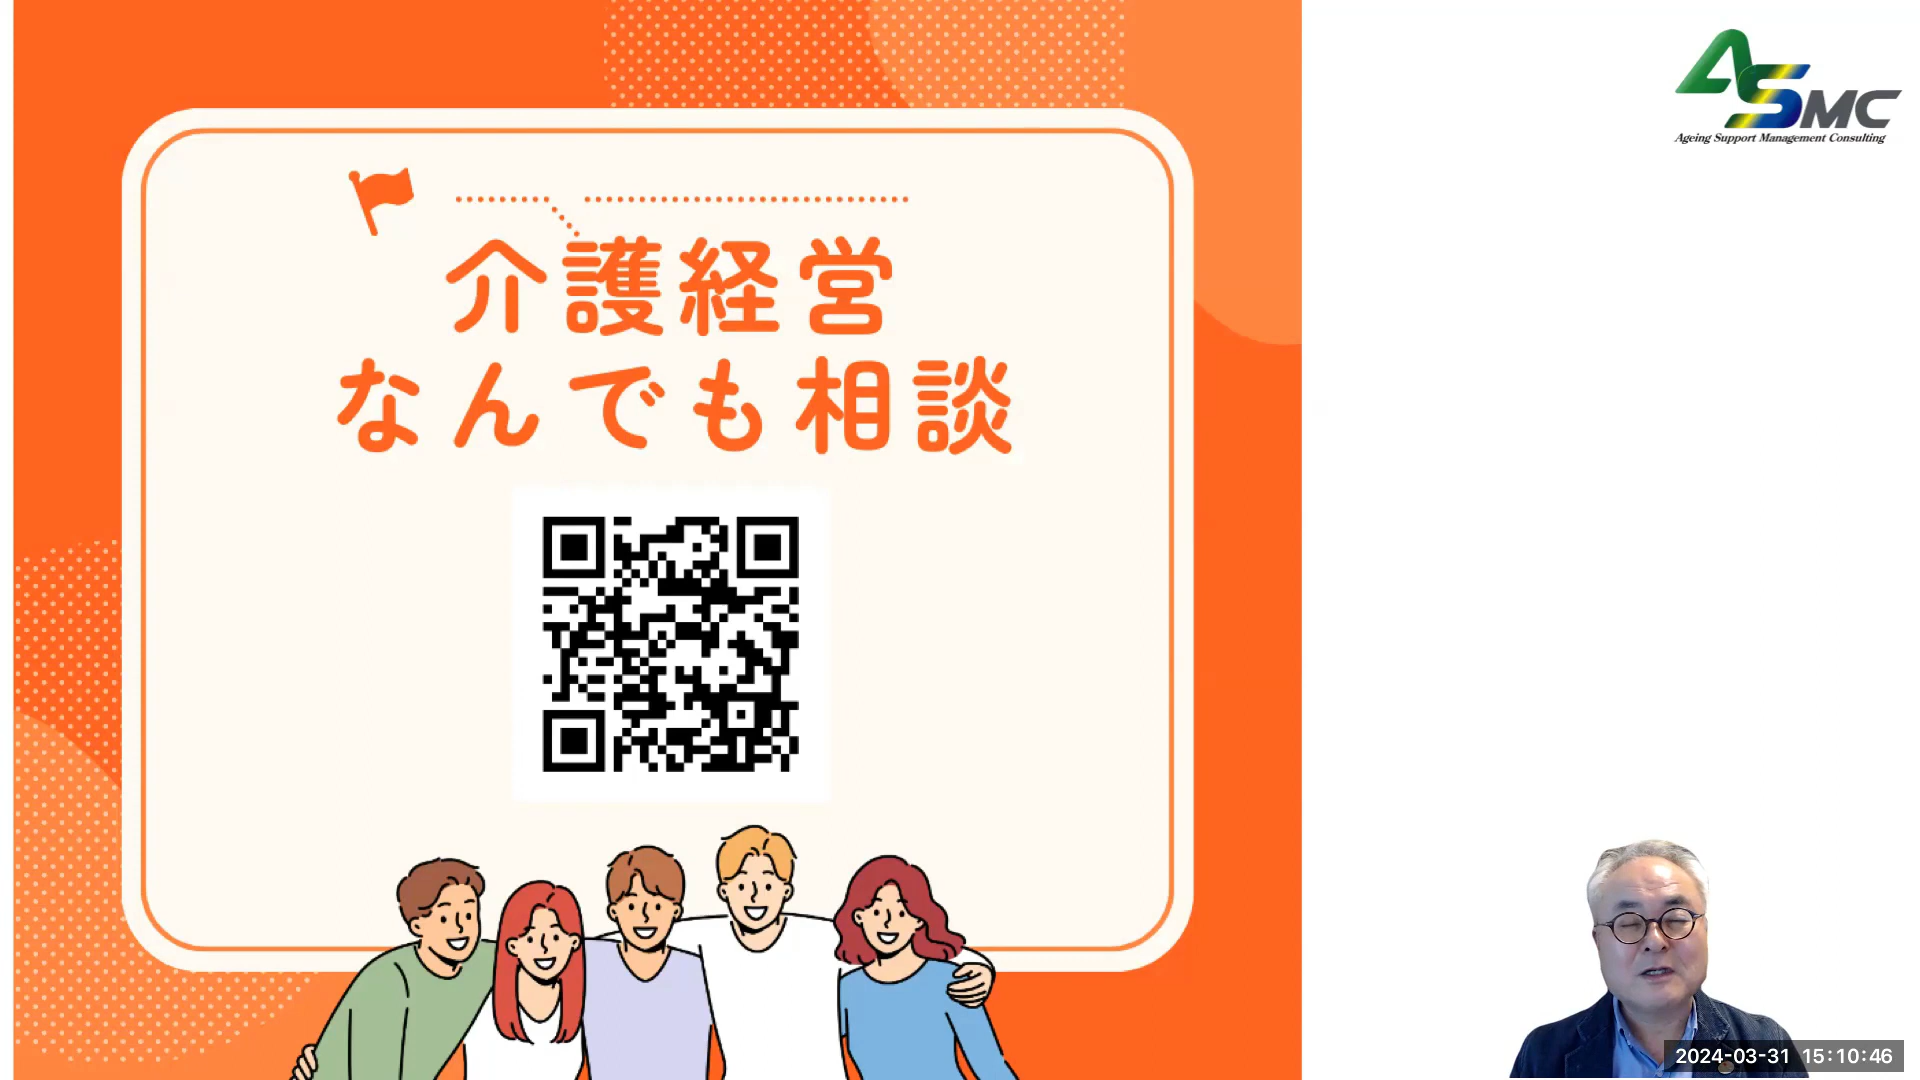 介護経営
なんでも相談
ASMC
Ageing Support Management Consulting
2024-03-31 15:10:46